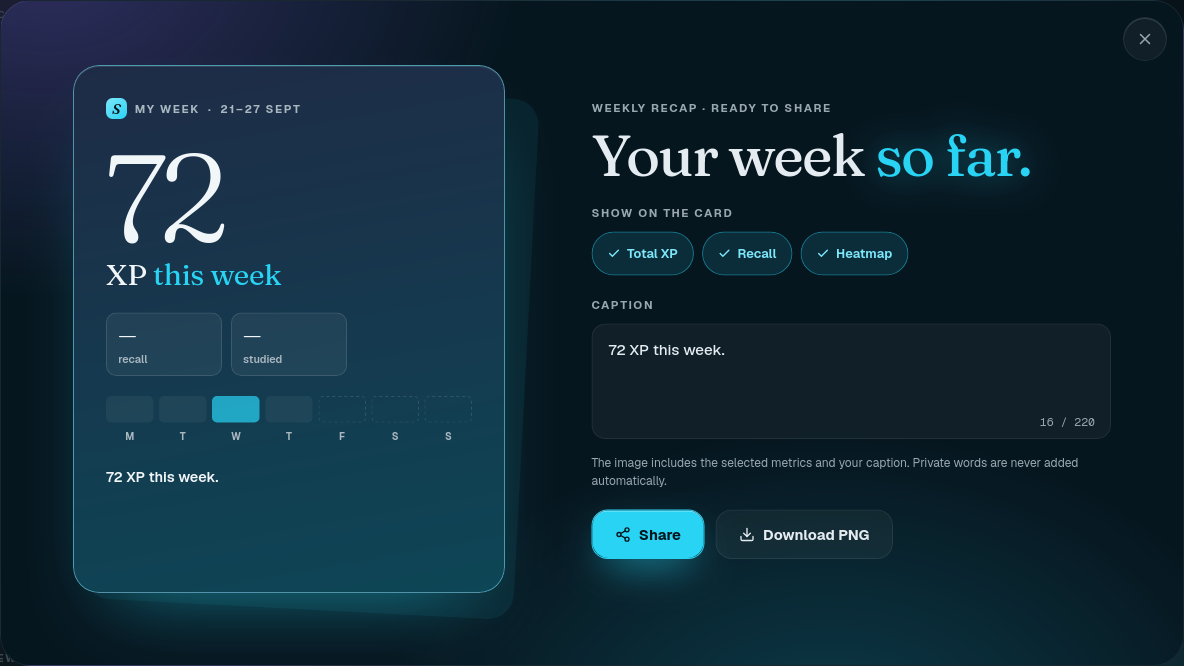 S MY WEEK · 21–27 SEPT
72
XP this week
— —
recall studied
M T W T F S S
72 XP this week.
WEEKLY RECAP · READY TO SHARE
Your week so far.
SHOW ON THE CARD
Total XP Recall Heatmap
CAPTION
72 XP this week.
16 / 220
The image includes the selected metrics and your caption. Private words are never added
automatically.
Share Download PNG